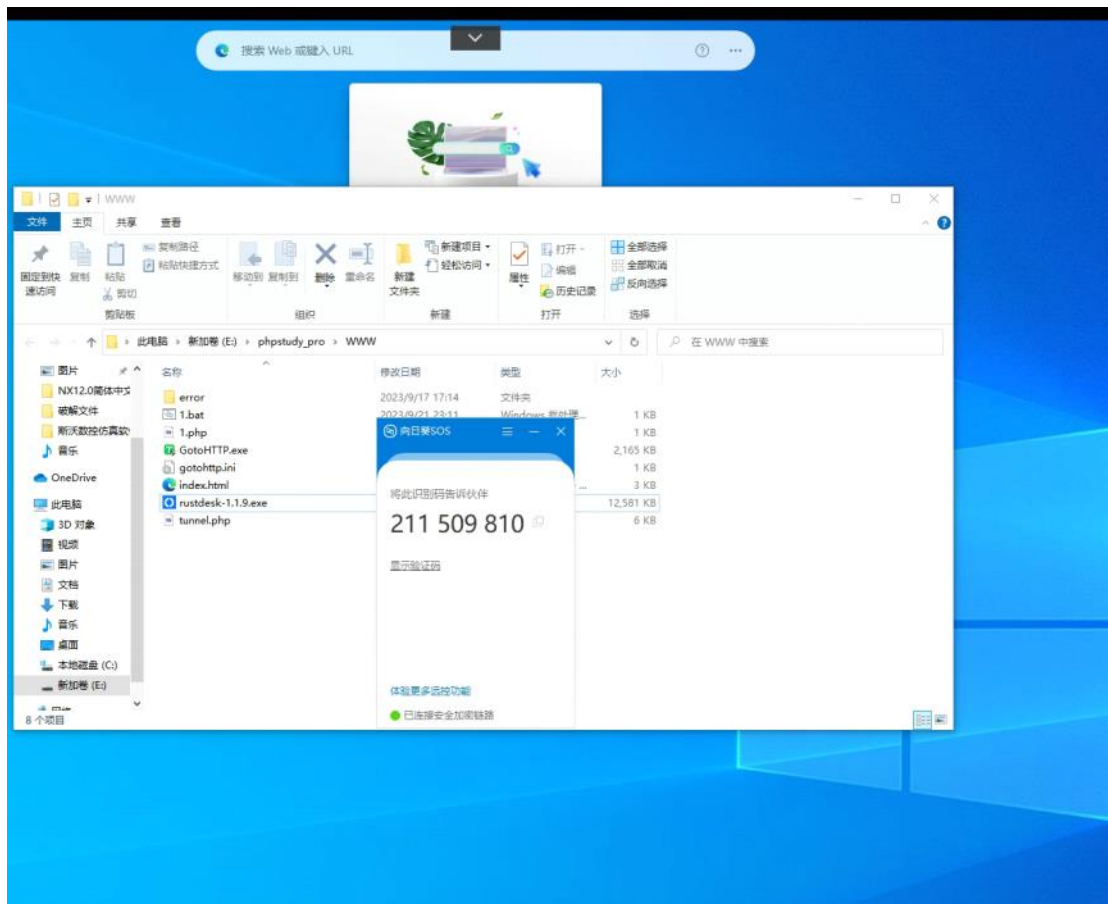 搜索 Web 或键入 URL
WWW
文件 主页 共享 查看
固定到快速访问
复制
粘贴
复制路径
粘贴快捷方式
剪切
移动到 复制到 删除 重命名
新建文件夹
新建项目
轻松访问
属性
打开
编辑
历史记录
全部选择
全部取消
反向选择
剪贴板 组织 新建 打开 选择
此电脑 › 新加卷 (E:) › phpstudy_pro › WWW
在 WWW 中搜索
图片
NX12.0简体中文
破解文件
斯沃数控仿真软
音乐
OneDrive
此电脑
3D 对象
视频
图片
文档
下载
音乐
桌面
本地磁盘 (C:)
新加卷 (E:)
8 个项目
名称 修改日期 类型 大小
error 2023/9/17 17:14 文件夹
1.bat 2023/9/21 23:11 Windows 批处理... 1 KB
1.php 1 KB
GotoHTTP.exe 2,165 KB
gotohttp.ini 1 KB
index.html ... 3 KB
rustdesk-1.1.9.exe 12,581 KB
tunnel.php 6 KB
向日葵SOS
将此识别码告诉伙伴
211 509 810
显示验证码
体验更多远控功能
已连接安全加密链路